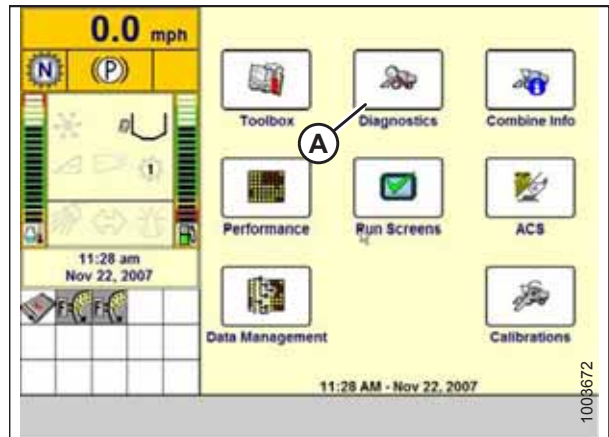 0.0 mph
N
P
1
11:28 am
Nov 22, 2007
F=
F=
Toolbox
Diagnostics
Combine Info
A
Performance
Run Screens
ACS
Data Management
Calibrations
11:28 AM - Nov 22, 2007
1003672